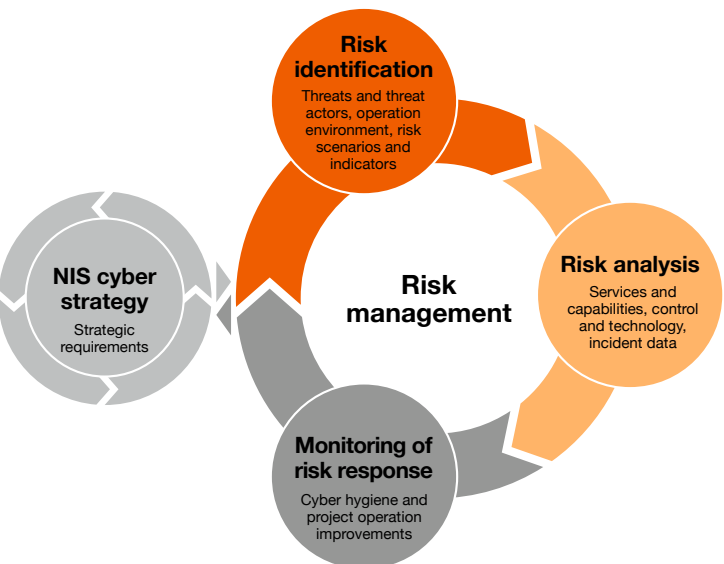 Risk
identification
Threats and threat
actors, operation
environment, risk
scenarios and
indicators
NIS cyber
strategy
Strategic
requirements
Risk
management
Risk analysis
Services and
capabilities, control
and technology,
incident data
Monitoring of
risk response
Cyber hygiene and
project operation
improvements